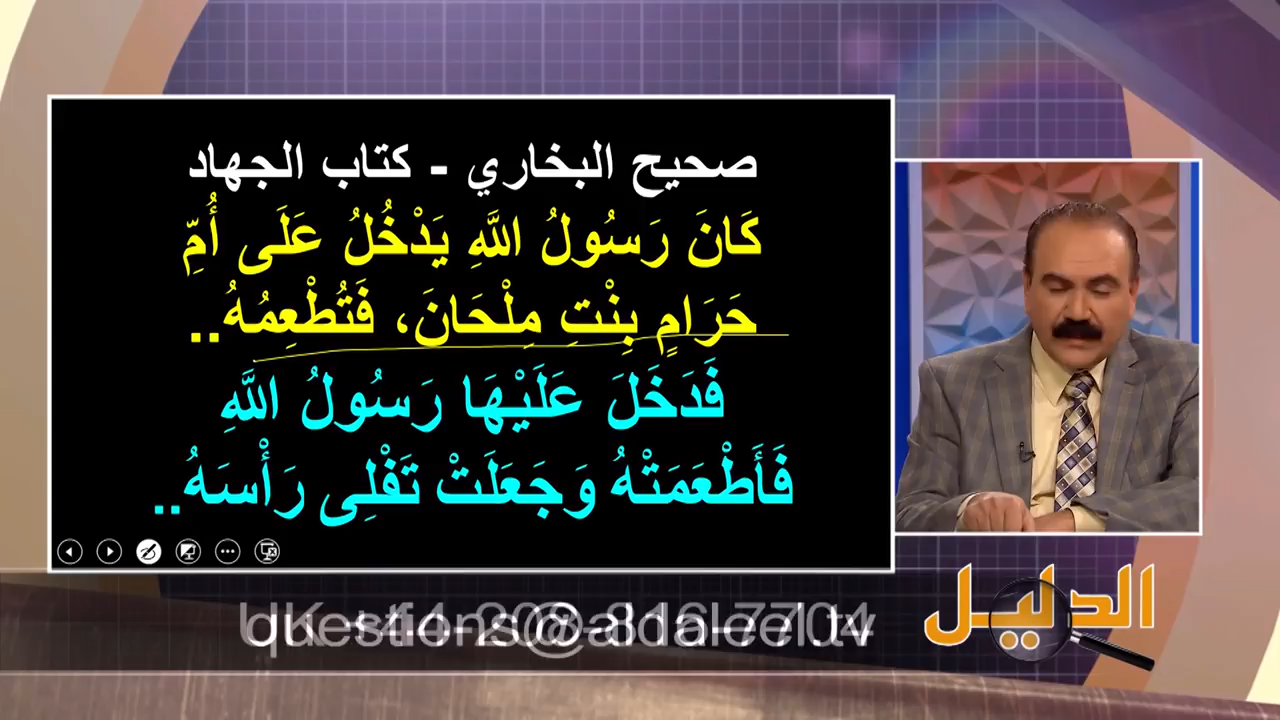 صحيح البخاري - كتاب الجهاد
كَانَ رَسُولُ اللَّهِ يَدْخُلُ عَلَى أُمِّ
حَرَامٍ بِنْتِ مِلْحَانَ، فَتُطْعِمُهُ..
فَدَخَلَ عَلَيْهَا رَسُولُ اللَّهِ
فَأَطْعَمَتْهُ وَجَعَلَتْ تَفْلِى رَأْسَهُ..
الدليل